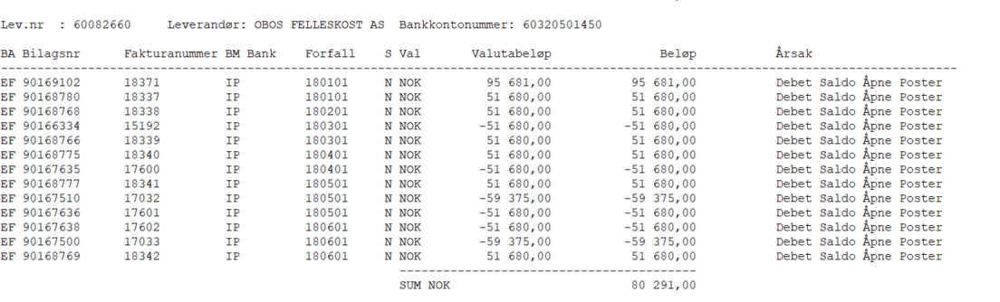 Lev.nr : 60082660 Leverandør: OBOS FELLESKOST AS Bankkontonummer: 60320501450
BA Bilagsnr Fakturanummer BM Bank Forfall S Val Valutabeløp Beløp Årsak
EF 90169102 18371 IP 180101 N NOK 95 681,00 95 681,00 Debet Saldo Åpne Poster
EF 90168780 18337 IP 180101 N NOK 51 680,00 51 680,00 Debet Saldo Åpne Poster
EF 90168768 18338 IP 180201 N NOK 51 680,00 51 680,00 Debet Saldo Åpne Poster
EF 90166334 15192 IP 180301 N NOK -51 680,00 -51 680,00 Debet Saldo Åpne Poster
EF 90168766 18339 IP 180301 N NOK 51 680,00 51 680,00 Debet Saldo Åpne Poster
EF 90168775 18340 IP 180401 N NOK 51 680,00 51 680,00 Debet Saldo Åpne Poster
EF 90167635 17600 IP 180401 N NOK -51 680,00 -51 680,00 Debet Saldo Åpne Poster
EF 90168777 18341 IP 180501 N NOK 51 680,00 51 680,00 Debet Saldo Åpne Poster
EF 90167510 17032 IP 180501 N NOK -59 375,00 -59 375,00 Debet Saldo Åpne Poster
EF 90167636 17601 IP 180501 N NOK -51 680,00 -51 680,00 Debet Saldo Åpne Poster
EF 90167638 17602 IP 180601 N NOK -51 680,00 -51 680,00 Debet Saldo Åpne Poster
EF 90167500 17033 IP 180601 N NOK -59 375,00 -59 375,00 Debet Saldo Åpne Poster
EF 90168769 18342 IP 180601 N NOK 51 680,00 51 680,00 Debet Saldo Åpne Poster
SUM NOK 80 291,00